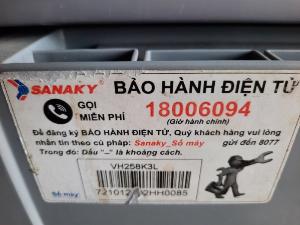 SANAKY BẢO HÀNH ĐIỆN TỬ
GỌI MIỄN PHÍ 18006094
(Giờ hành chính)
Để đăng ký BẢO HÀNH ĐIỆN TỬ, Quý khách hàng vui lòng
nhắn tin theo cú pháp: Sanaky_Số máy gửi đến 8077
Trong đó: Dấu "_" là khoảng cách.
VH258K3L
Số máy: